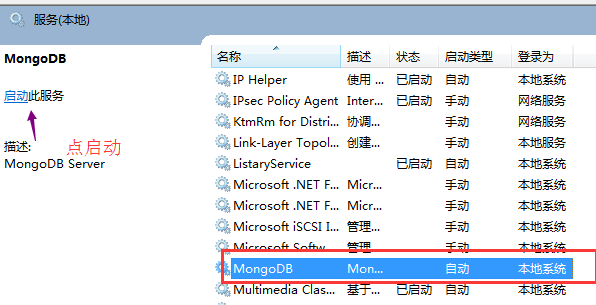 服务(本地)
MongoDB
启动此服务
点启动
描述:
MongoDB Server
名称 描述 状态 启动类型 登录为
IP Helper 使用 ... 已启动 自动 本地系统
IPsec Policy Agent Inter... 已启动 手动 网络服务
KtmRm for Distri... 协调... 手动 网络服务
Link-Layer Topol... 创建... 手动 本地服务
ListaryService 已启动 自动 本地系统
Microsoft .NET F... Micr... 自动 本地系统
Microsoft .NET F... Micr... 自动 本地系统
Microsoft iSCSI I... 管理... 手动 本地系统
Microsoft Softw... 管理... 手动 本地系统
MongoDB Mon... 自动 本地系统
Multimedia Clas... 基于... 已启动 自动 本地系统